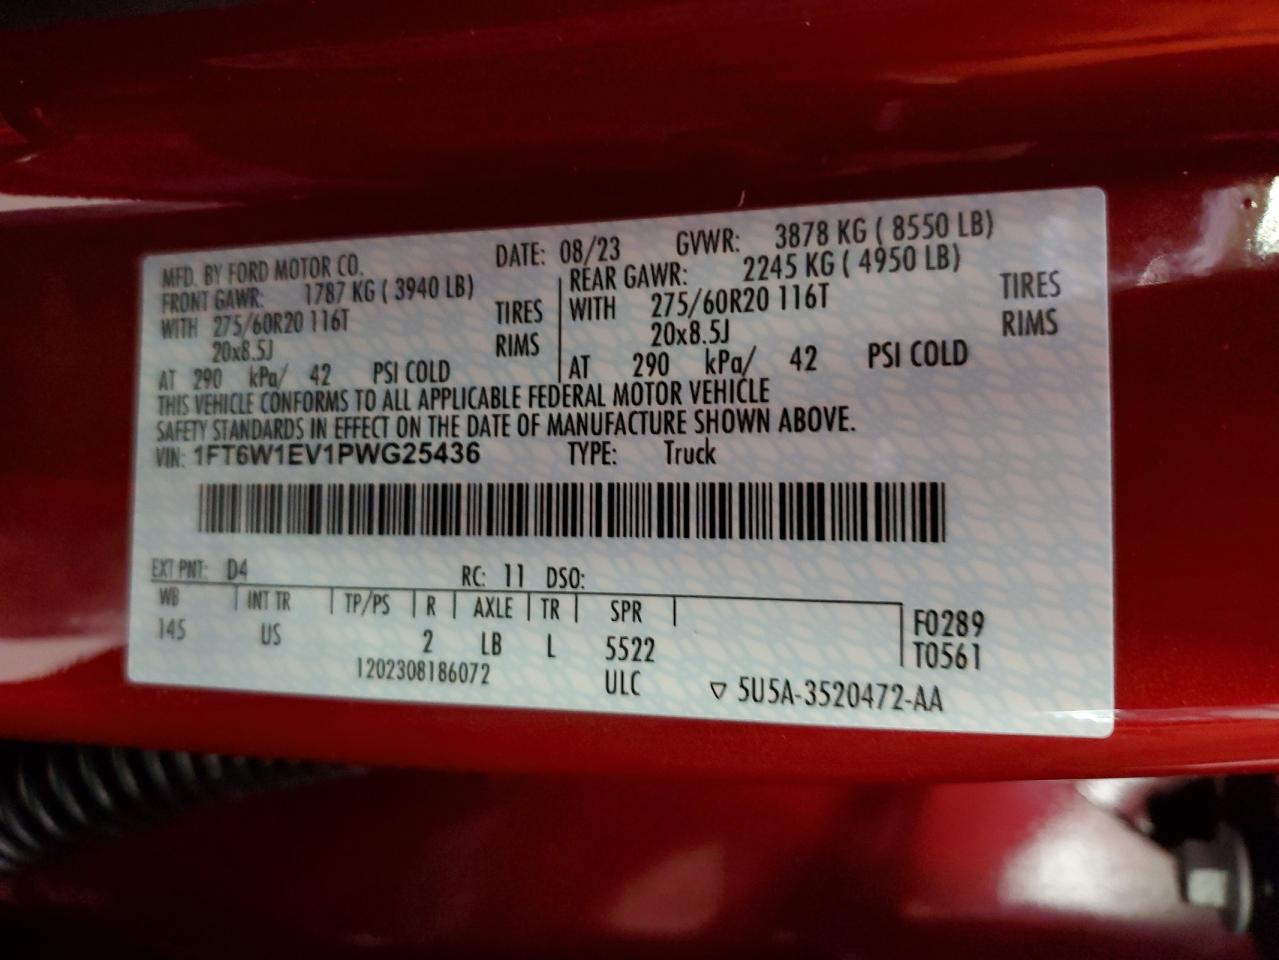 MFD. BY FORD MOTOR CO. DATE: 08/23 GVWR: 3878 KG ( 8550 LB)
FRONT GAWR: 1787 KG ( 3940 LB) REAR GAWR: 2245 KG ( 4950 LB)
WITH 275/60R20 116T TIRES WITH 275/60R20 116T TIRES
20x8.5J RIMS 20x8.5J RIMS
AT 290 kPa/ 42 PSI COLD AT 290 kPa/ 42 PSI COLD
THIS VEHICLE CONFORMS TO ALL APPLICABLE FEDERAL MOTOR VEHICLE
SAFETY STANDARDS IN EFFECT ON THE DATE OF MANUFACTURE SHOWN ABOVE.
VIN: 1FT6W1EV1PWG25436 TYPE: Truck
EXT PNT: D4 RC: 11 DSO:
WB INT TR TP/PS R AXLE TR SPR F0289
145 US 2 LB L 5522 T0561
1202308186072 ULC ▽ 5U5A-3520472-AA